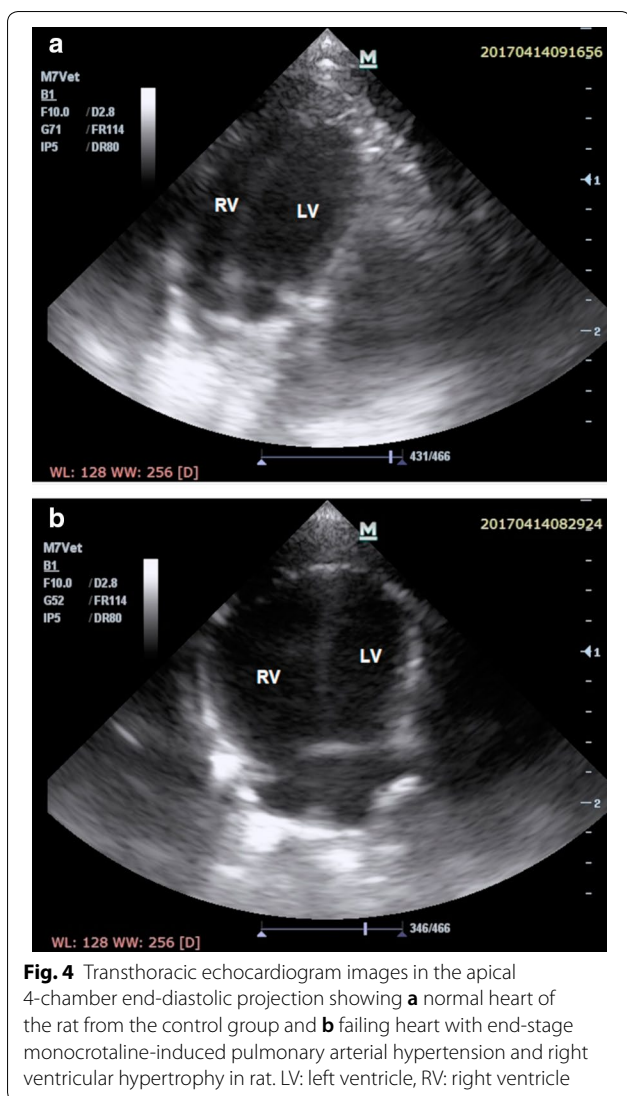 a
M
20170414091656
M7Vet
B1
F10.0 /D2.8
G71 /FR114
IP5 /DR80
1
RV
LV
2
431/466
WL: 128 WW: 256 [D]
b
M
20170414082924
M7Vet
B1
F10.0 /D2.8
G52 /FR114
IP5 /DR80
1
RV
LV
2
346/466
WL: 128 WW: 256 [D]
Fig. 4 Transthoracic echocardiogram images in the apical
4-chamber end-diastolic projection showing a normal heart of
the rat from the control group and b failing heart with end-stage
monocrotaline-induced pulmonary arterial hypertension and right
ventricular hypertrophy in rat. LV: left ventricle, RV: right ventricle